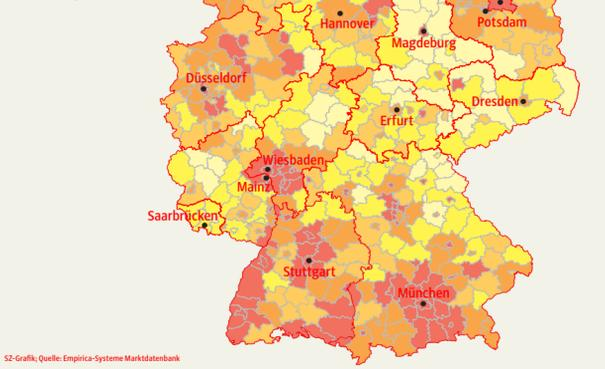 Hannover
Potsdam
Magdeburg
Düsseldorf
Dresden
Erfurt
Wiesbaden
Mainz
Saarbrücken
Stuttgart
München
SZ-Grafik; Quelle: Empirica-Systeme Marktdatenbank